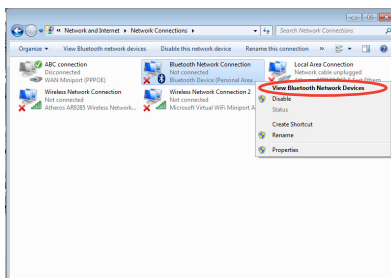 « Network and Internet ▸ Network Connections ▸
Search Network Connections
Organize ▾ View Bluetooth network devices Disable this network device Rename this connection »
ABC connection
Disconnected
WAN Miniport (PPPOE)
Bluetooth Network Connection
Not connected
Bluetooth Device (Personal Area
Local Area Connection
Network cable unplugged
Wireless Network Connection
Not connected
Atheros AR9285 Wireless Network...
Wireless Network Connection 2
Not connected
Microsoft Virtual WiFi Miniport A
View Bluetooth Network Devices
Disable
Status
Create Shortcut
Rename
Properties